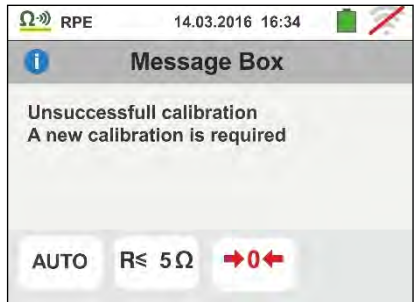 Ω RPE 14.03.2016 16:34
i Message Box
Unsuccessfull calibration
A new calibration is required
AUTO R≤ 5Ω →0←